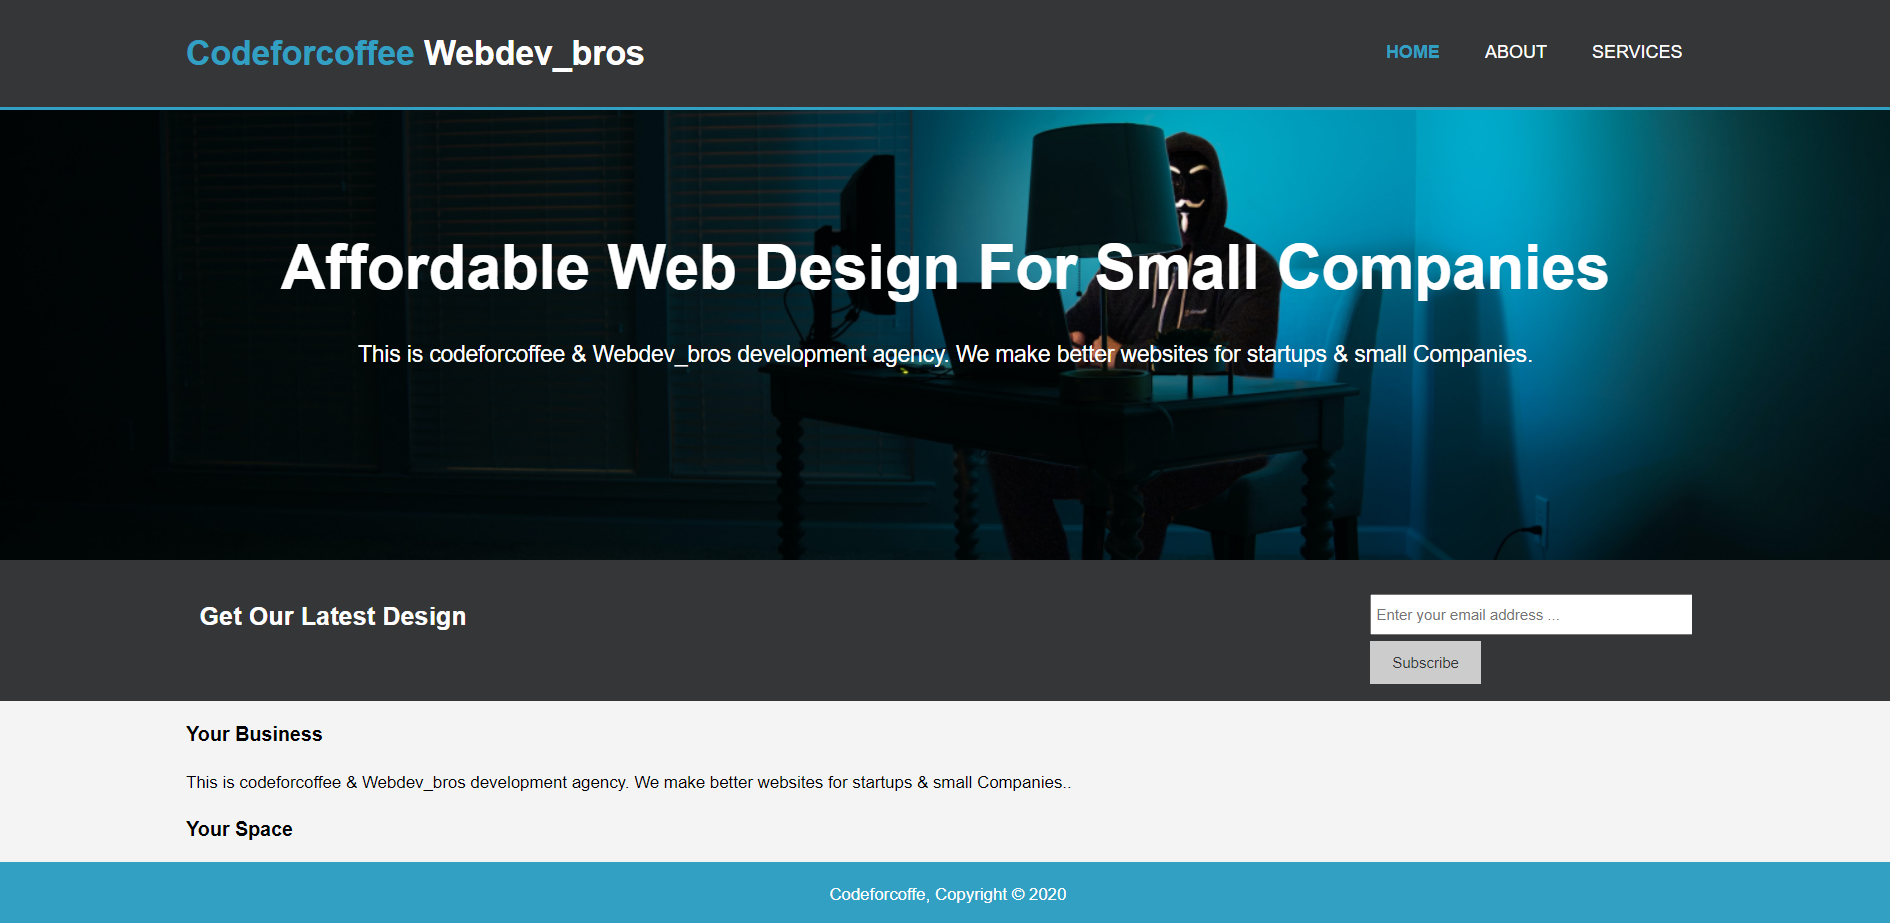 Codeforcoffee Webdev_bros
HOME ABOUT SERVICES
Affordable Web Design For Small Companies
This is codeforcoffee & Webdev_bros development agency. We make better websites for startups & small Companies.
Get Our Latest Design
Enter your email address ...
Subscribe
Your Business
This is codeforcoffee & Webdev_bros development agency. We make better websites for startups & small Companies..
Your Space
Codeforcoffe, Copyright © 2020